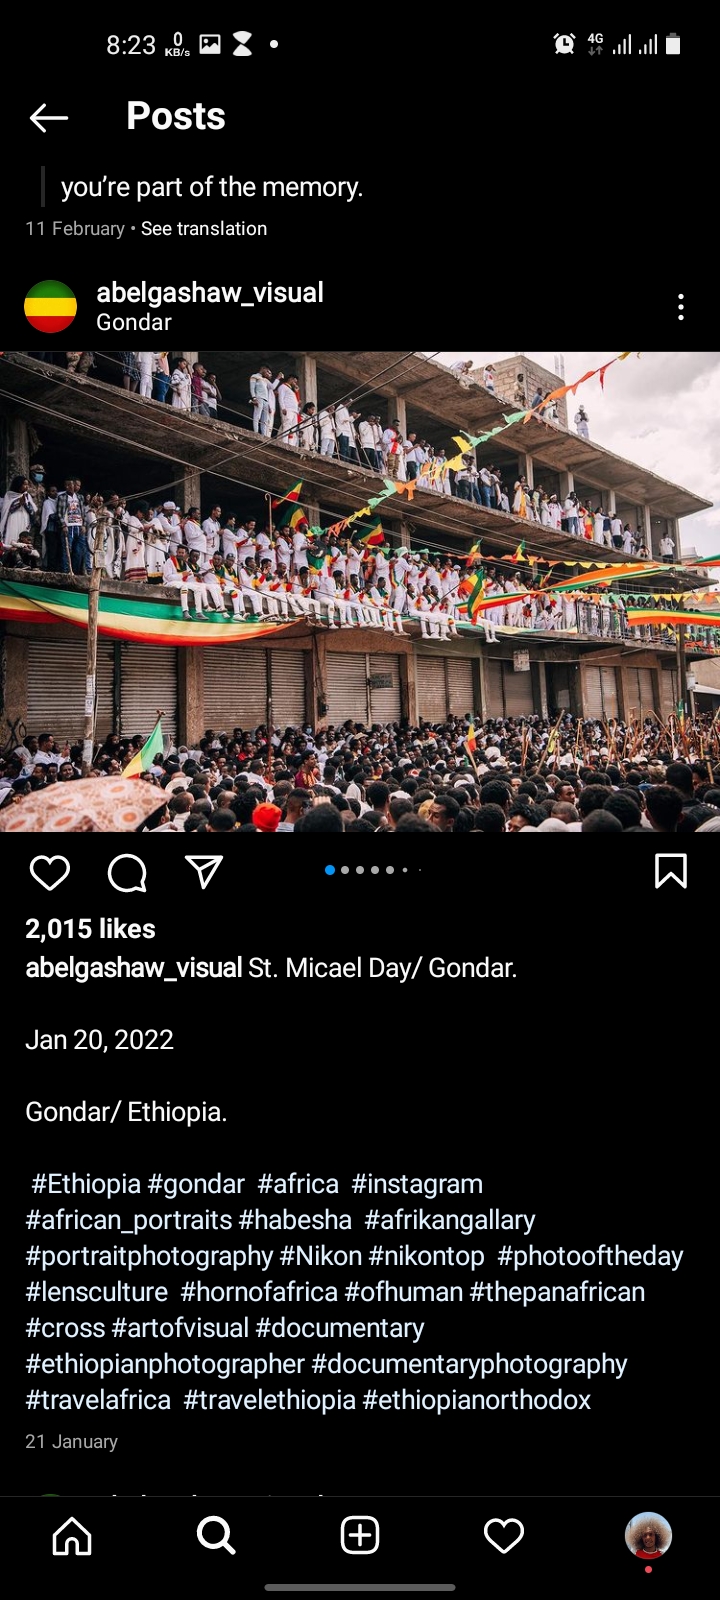 8:23 0 KB/s 4G
Posts
you're part of the memory.
11 February • See translation
abelgashaw_visual
Gondar
2,015 likes
abelgashaw_visual St. Micael Day/ Gondar.
Jan 20, 2022
Gondar/ Ethiopia.
#Ethiopia #gondar #africa #instagram
#african_portraits #habesha #afrikangallary
#portraitphotography #Nikon #nikontop #photooftheday
#lensculture #hornofafrica #ofhuman #thepanafrican
#cross #artofvisual #documentary
#ethiopianphotographer #documentaryphotography
#travelafrica #travelethiopia #ethiopianorthodox
21 January